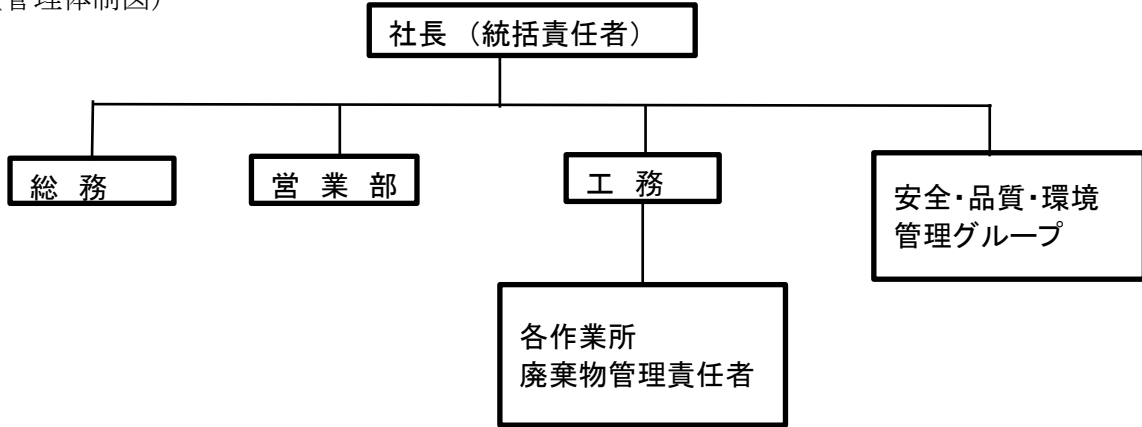 管理体制図）
社長 （統括責任者）
総 務
営 業 部
工 務
安全・品質・環境
管理グループ
各作業所
廃棄物管理責任者